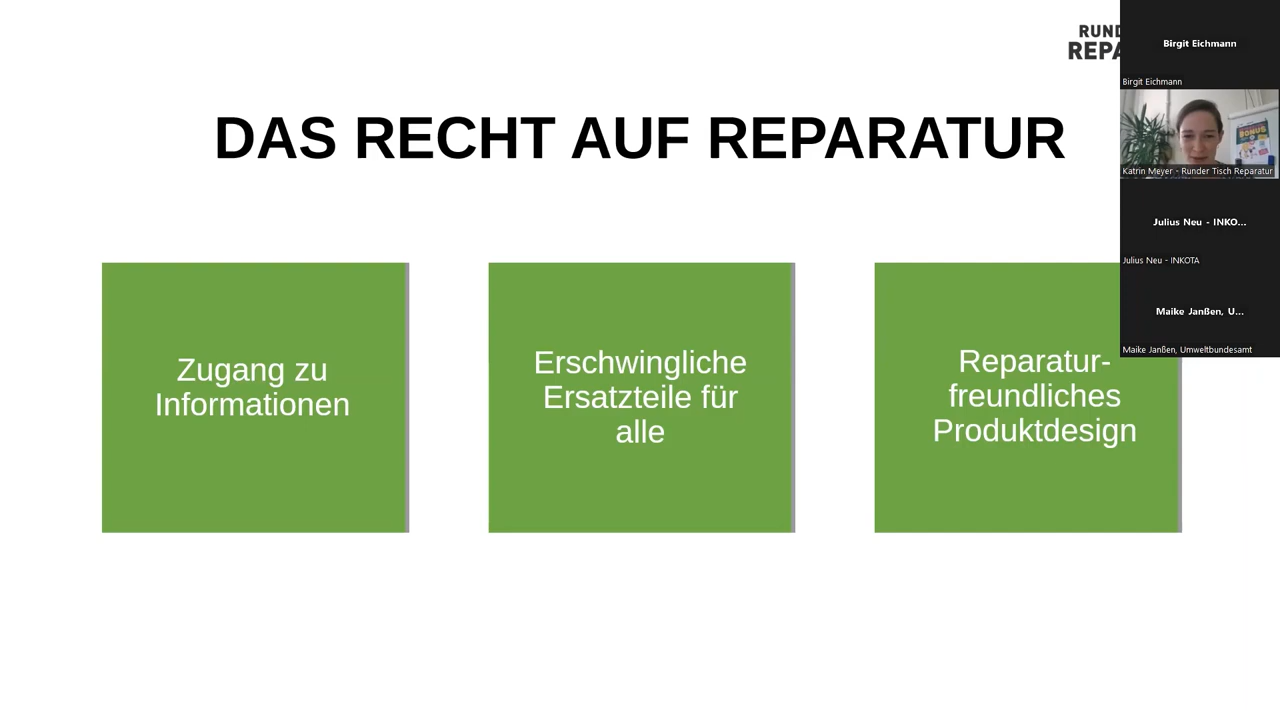 RUND
REPA
DAS RECHT AUF REPARATUR
Zugang zu
Informationen
Erschwingliche
Ersatzteile für
alle
Reparatur-
freundliches
Produktdesign
Birgit Eichmann
Birgit Eichmann
BONUS
Katrin Meyer - Runder Tisch Reparatur
Julius Neu - INKO...
Julius Neu - INKOTA
Maike Janßen, U...
Maike Janßen, Umweltbundesamt